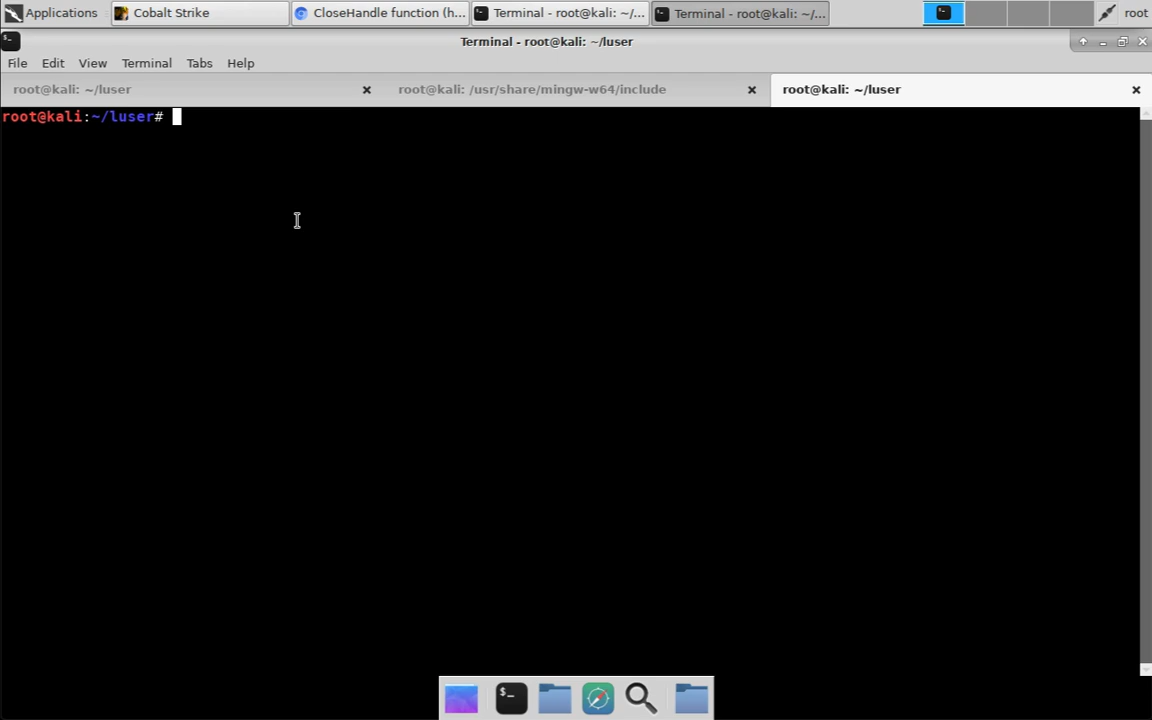 Applications
Cobalt Strike
CloseHandle function (h...
Terminal - root@kali: ~/...
Terminal - root@kali: ~/...
root
Terminal - root@kali: ~/luser
File Edit View Terminal Tabs Help
root@kali: ~/luser
root@kali: /usr/share/mingw-w64/include
root@kali: ~/luser
root@kali:~/luser#
$_